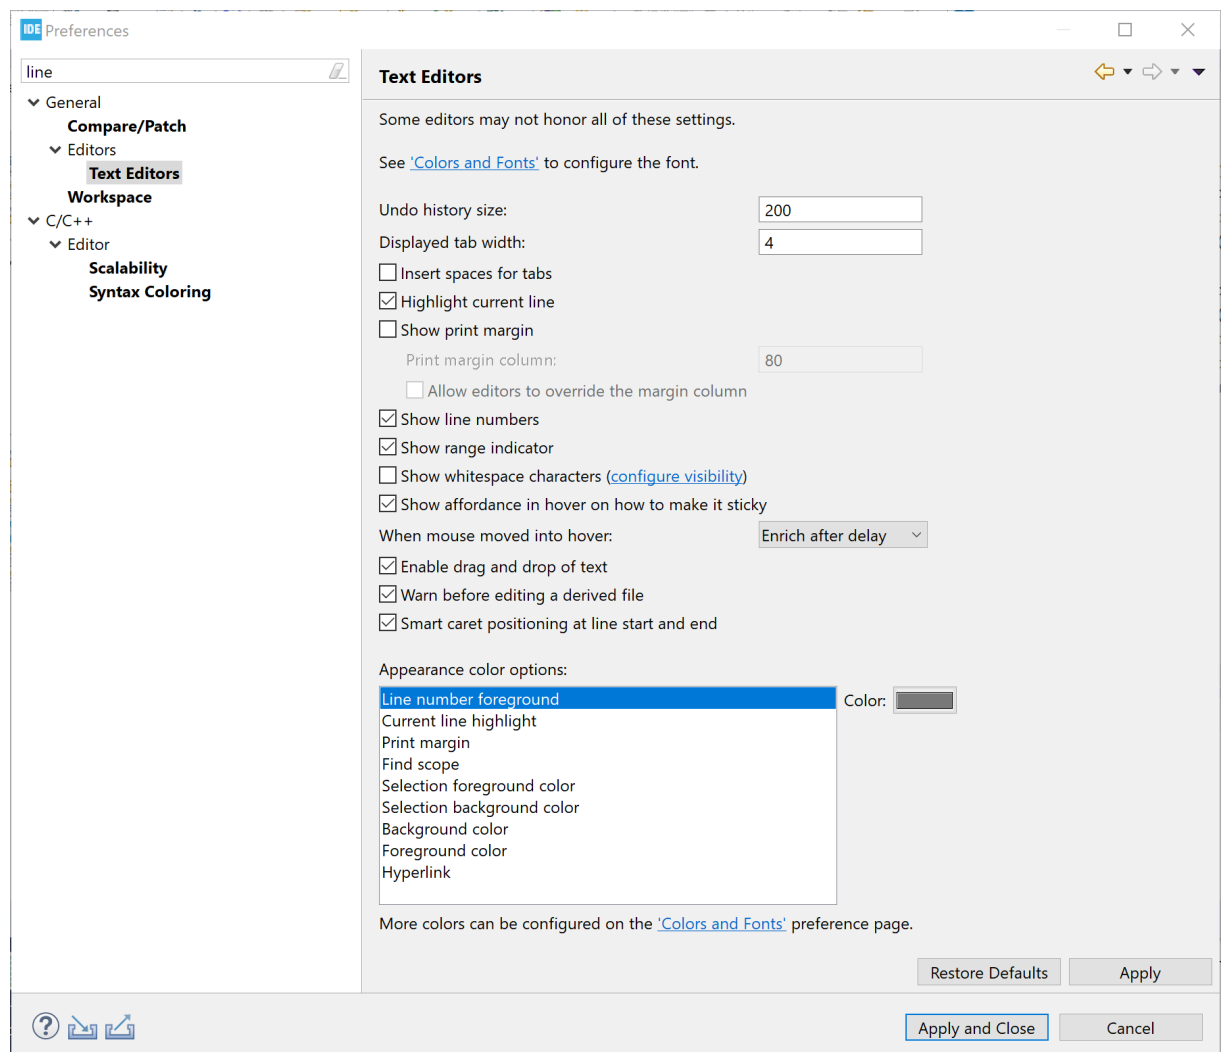 IDE Preferences
line
General
Compare/Patch
Editors
Text Editors
Workspace
C/C++
Editor
Scalability
Syntax Coloring
Text Editors
Some editors may not honor all of these settings.
See 'Colors and Fonts' to configure the font.
Undo history size: 200
Displayed tab width: 4
Insert spaces for tabs
Highlight current line
Show print margin
Print margin column: 80
Allow editors to override the margin column
Show line numbers
Show range indicator
Show whitespace characters (configure visibility)
Show affordance in hover on how to make it sticky
When mouse moved into hover: Enrich after delay
Enable drag and drop of text
Warn before editing a derived file
Smart caret positioning at line start and end
Appearance color options:
Line number foreground
Color:
Current line highlight
Print margin
Find scope
Selection foreground color
Selection background color
Background color
Foreground color
Hyperlink
More colors can be configured on the 'Colors and Fonts' preference page.
Restore Defaults Apply
? Apply and Close Cancel